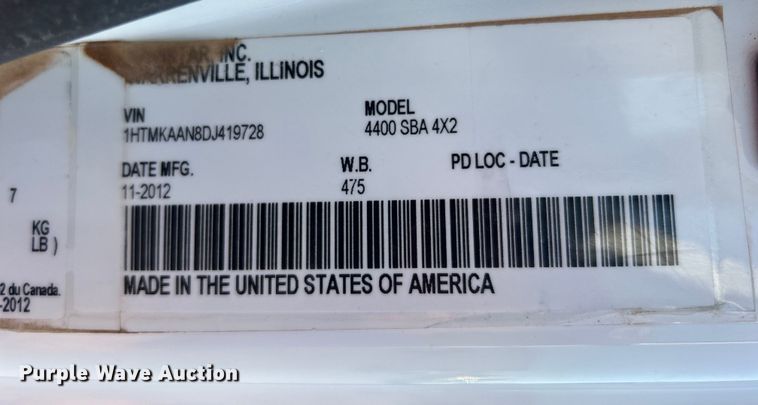 INC.
WARRENVILLE, ILLINOIS
VIN
1HTMKAAN8DJ419728
MODEL
4400 SBA 4X2
DATE MFG.
11-2012
W.B.
475
PD LOC - DATE
MADE IN THE UNITED STATES OF AMERICA
7
KG
LB )
2 du Canada.
-2012
Purple Wave Auction